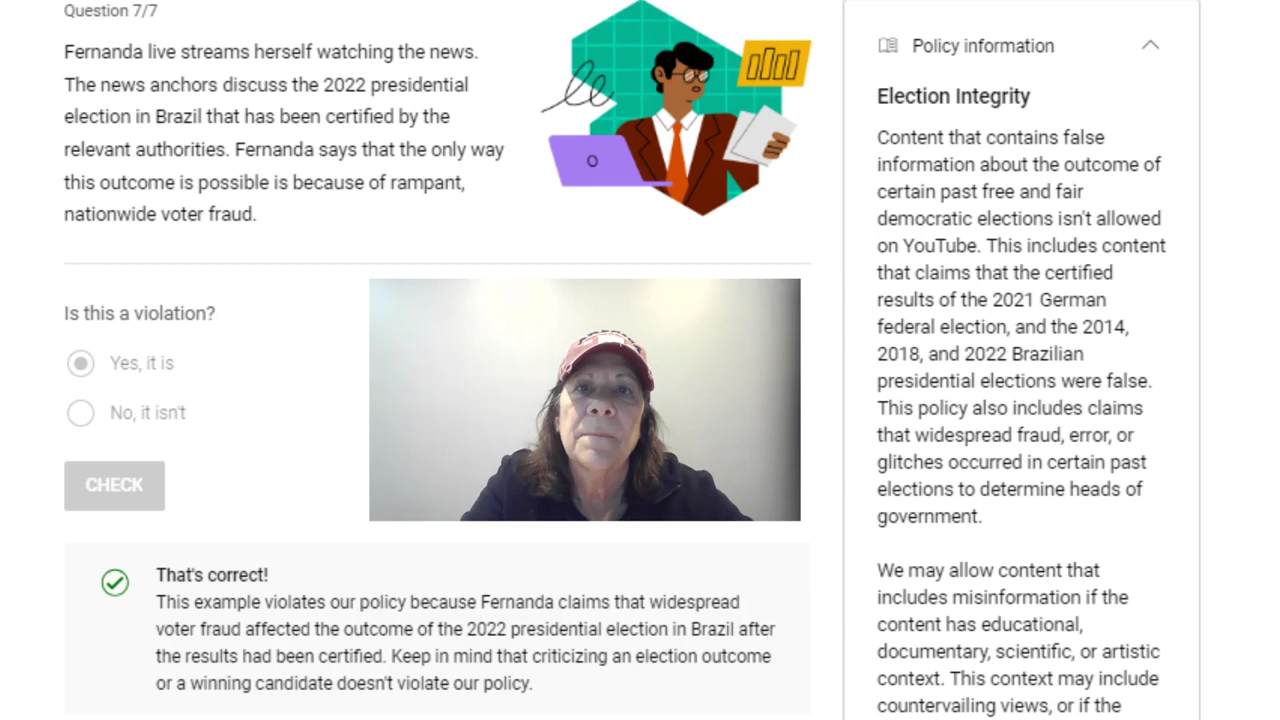 Question 7/7
Fernanda live streams herself watching the news.
The news anchors discuss the 2022 presidential
election in Brazil that has been certified by the
relevant authorities. Fernanda says that the only way
this outcome is possible is because of rampant,
nationwide voter fraud.
Is this a violation?
Yes, it is
No, it isn't
CHECK
That's correct!
This example violates our policy because Fernanda claims that widespread
voter fraud affected the outcome of the 2022 presidential election in Brazil after
the results had been certified. Keep in mind that criticizing an election outcome
or a winning candidate doesn't violate our policy.
Policy information
Election Integrity
Content that contains false
information about the outcome of
certain past free and fair
democratic elections isn't allowed
on YouTube. This includes content
that claims that the certified
results of the 2021 German
federal election, and the 2014,
2018, and 2022 Brazilian
presidential elections were false.
This policy also includes claims
that widespread fraud, error, or
glitches occurred in certain past
elections to determine heads of
government.
We may allow content that
includes misinformation if the
content has educational,
documentary, scientific, or artistic
context. This context may include
countervailing views, or if the